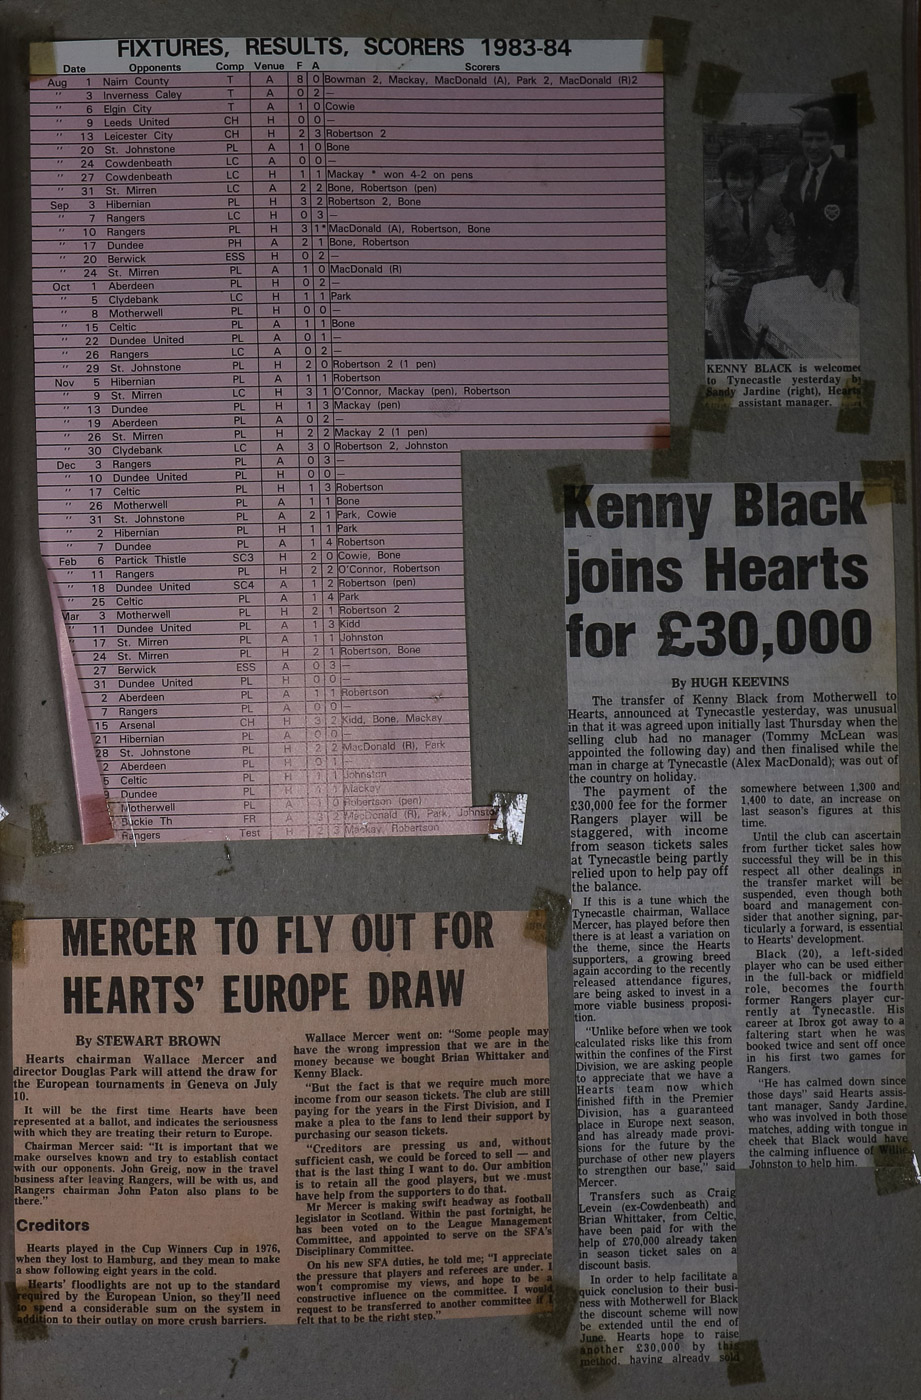 FIXTURES, RESULTS, SCORERS 1983-84
Date Opponents Comp Venue F A Scorers
Aug 1 Nairn County T A 8 0 Bowman 2, Mackay, MacDonald (A), Park 2, MacDonald (R)2
" 3 Inverness Caley T A 0 2 —
" 6 Elgin City T A 1 0 Cowie
" 9 Leeds United CH H 0 0 —
" 13 Leicester City CH H 2 3 Robertson 2
" 20 St. Johnstone PL A 1 0 Bone
" 24 Cowdenbeath LC A 0 0 —
" 27 Cowdenbeath LC H 1 1 Mackay * won 4-2 on pens
" 31 St. Mirren LC A 2 2 Bone, Robertson (pen)
Sep 3 Hibernian PL H 3 2 Robertson 2, Bone
" 7 Rangers LC H 0 3 —
" 10 Rangers PL H 3 1* MacDonald (A), Robertson, Bone
" 17 Dundee PH A 2 1 Bone, Robertson
" 20 Berwick ESS H 0 2 —
" 24 St. Mirren PL A 1 0 MacDonald (R)
Oct 1 Aberdeen PL H 0 2 —
" 5 Clydebank LC H 1 1 Park
" 8 Motherwell PL H 0 0 —
" 15 Celtic PL A 1 1 Bone
" 22 Dundee United PL A 0 1 —
" 26 Rangers LC A 0 2 —
" 29 St. Johnstone PL H 2 0 Robertson 2 (1 pen)
Nov 5 Hibernian PL A 1 1 Robertson
" 9 St. Mirren LC H 3 1 O'Connor, Mackay (pen), Robertson
" 13 Dundee PL H 1 3 Mackay (pen)
" 19 Aberdeen PL A 0 2 —
" 26 St. Mirren PL H 2 2 Mackay 2 (1 pen)
" 30 Clydebank LC A 3 0 Robertson 2, Johnston
Dec 3 Rangers PL A 0 3 —
" 10 Dundee United PL H 0 0 —
" 17 Celtic PL H 1 3 Robertson
" 26 Motherwell PL A 1 1 Bone
" 31 St. Johnstone PL A 2 1 Park, Cowie
" 2 Hibernian PL H 1 1 Park
" 7 Dundee PL A 1 4 Robertson
Feb 6 Partick Thistle SC3 H 2 0 Cowie, Bone
" 11 Rangers PL H 2 2 O'Connor, Robertson
" 18 Dundee United SC4 A 1 2 Robertson (pen)
" 25 Celtic PL A 1 4 Park
Mar 3 Motherwell PL H 2 1 Robertson 2
" 11 Dundee United PL A 1 3 Kidd
" 17 St. Mirren PL A 1 1 Johnston
24 St. Mirren PL H 2 1 Robertson, Bone
27 Berwick ESS A 0 3 —
31 Dundee United PL H 0 0 —
2 Aberdeen PL A 1 1 Robertson
7 Rangers PL A 0 0 —
15 Arsenal CH H 3 2 Kidd, Bone, Mackay
21 Hibernian PL A 0 0 —
28 St. Johnstone PL H 2 2 MacDonald (R), Park
2 Aberdeen PL A 0 1 —
5 Celtic PL H 1 1 Johnston
9 Dundee PL H 1 1 Mackay
Motherwell PL A 1 0 Robertson (pen)
Buckie Th FR A 3 2 MacDonald (R), Park, Johnsto
Rangers Test H 2 3 Mackay, Robertson
KENNY BLACK is welcomed
to Tynecastle yesterday by
Sandy Jardine (right), Hearts
assistant manager.
Kenny Black
joins Hearts
for £30,000
By HUGH KEEVINS
The transfer of Kenny Black from Motherwell to
Hearts, announced at Tynecastle yesterday, was unusual
in that it was agreed upon initially last Thursday when the
selling club had no manager (Tommy McLean was
appointed the following day) and then finalised while the
man in charge at Tynecastle (Alex MacDonald); was out of
the country on holiday.
The payment of the
£30,000 fee for the former
Rangers player will be
staggered, with income
from season tickets sales
at Tynecastle being partly
relied upon to help pay off
the balance.
If this is a tune which the
Tynecastle chairman, Wallace
Mercer, has played before then
there is at least a variation on
the theme, since the Hearts
supporters, a growing breed
again according to the recently
released attendance figures,
are being asked to invest in a
more viable business proposi-
tion.
"Unlike before when we took
calculated risks like this from
within the confines of the First
Division, we are asking people
to appreciate that we have a
Hearts team now which
finished fifth in the Premier
Division, has a guaranteed
place in Europe next season,
and has already made provi-
sions for the future by the
purchase of other new players
to strengthen our base," said
Mercer.
Transfers such as Craig
Levein (ex-Cowdenbeath) and
Brian Whittaker, from Celtic,
have been paid for with the
help of £70,000 already taken
in season ticket sales on a
discount basis.
In order to help facilitate a
quick conclusion to their busi-
ness with Motherwell for Black
the discount scheme will now
be extended until the end of
June. Hearts hope to raise
another £30,000 by this
method, having already sold
somewhere between 1,300 and
1,400 to date, an increase on
last season's figures at this
time.
Until the club can ascertain
from further ticket sales how
successful they will be in this
respect all other dealings in
the transfer market will be
suspended, even though both
board and management con-
sider that another signing, par-
ticularly a forward, is essential
to Hearts' development.
Black (20), a left-sided
player who can be used either
in the full-back or midfield
role, becomes the fourth
former Rangers player cur-
rently at Tynecastle. His
career at Ibrox got away to a
faltering start when he was
booked twice and sent off once
in his first two games for
Rangers.
"He has calmed down since
those days" said Hearts assis-
tant manager, Sandy Jardine,
who was involved in both those
matches, adding with tongue in
cheek that Black would have
the calming influence of Willie
Johnston to help him.
MERCER TO FLY OUT FOR
HEARTS' EUROPE DRAW
By STEWART BROWN
Hearts chairman Wallace Mercer and
director Douglas Park will attend the draw for
the European tournaments in Geneva on July
10.
It will be the first time Hearts have been
represented at a ballot, and indicates the seriousness
with which they are treating their return to Europe.
Chairman Mercer said: "It is important that we
make ourselves known and try to establish contact
with our opponents. John Greig, now in the travel
business after leaving Rangers, will be with us, and
Rangers chairman John Paton also plans to be
there."
Creditors
Hearts played in the Cup Winners Cup in 1976,
when they lost to Hamburg, and they mean to make
a show following eight years in the cold.
Hearts' floodlights are not up to the standard
required by the European Union, so they'll need
to spend a considerable sum on the system in
addition to their outlay on more crush barriers.
Wallace Mercer went on: "Some people may
have the wrong impression that we are in the
money because we bought Brian Whittaker and
Kenny Black.
"But the fact is that we require much more
income from our season tickets. The club are still
paying for the years in the First Division, and I
make a plea to the fans to lend their support by
purchasing our season tickets.
"Creditors are pressing us and, without
sufficient cash, we could be forced to sell — and
that is the last thing I want to do. Our ambition
is to retain all the good players, but we must
have help from the supporters to do that.
Mr Mercer is making swift headway as football
legislator in Scotland. Within the past fortnight, he
has been voted on to the League Management
Committee, and appointed to serve on the SFA's
Disciplinary Committee.
On his new SFA duties, he told me; "I appreciate
the pressure that players and referees are under. I
won't compromise my views, and hope to be a
constructive influence on the committee. I would
request to be transferred to another committee if I
felt that to be the right step."